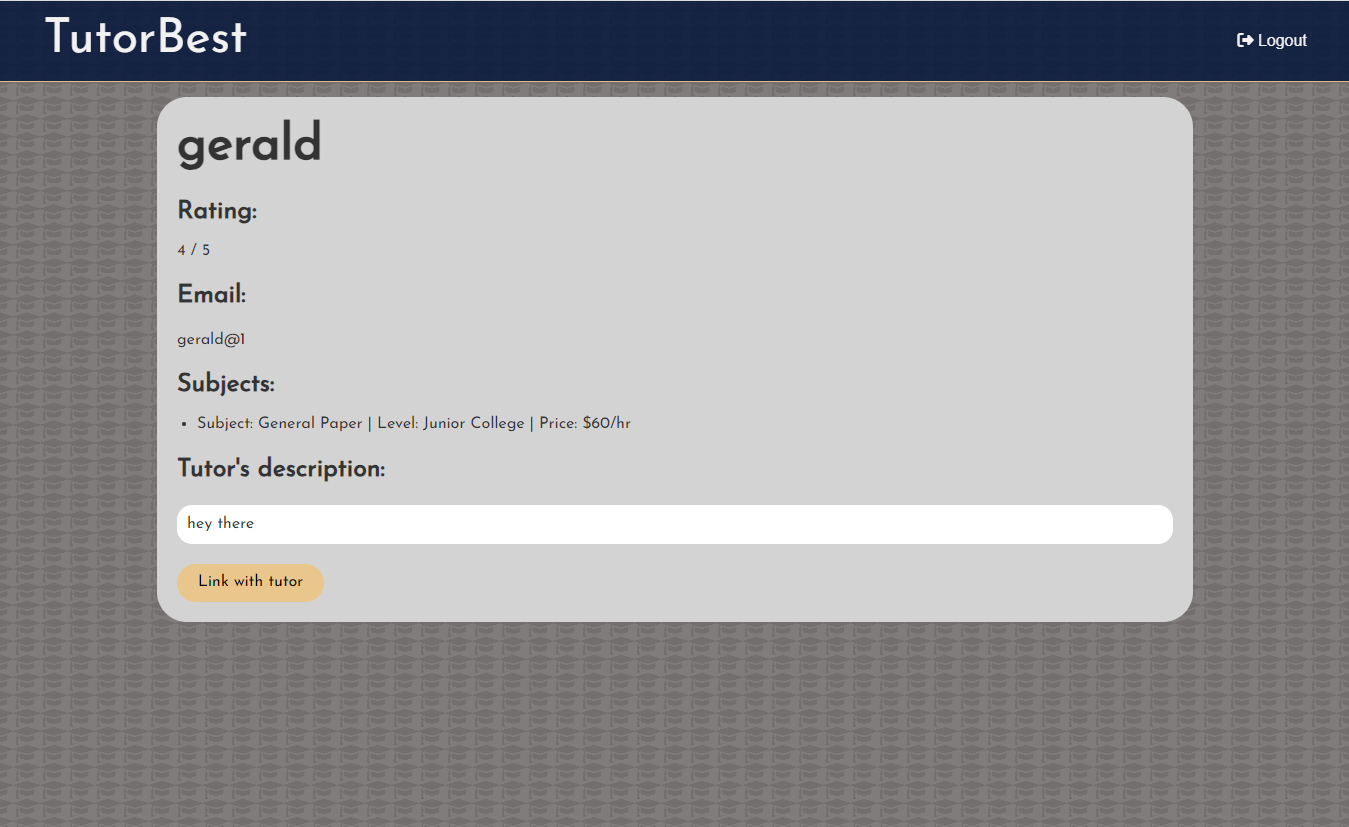 TutorBest
Logout
gerald
Rating:
4 / 5
Email:
gerald@1
Subjects:
• Subject: General Paper | Level: Junior College | Price: $60/hr
Tutor's description:
hey there
Link with tutor